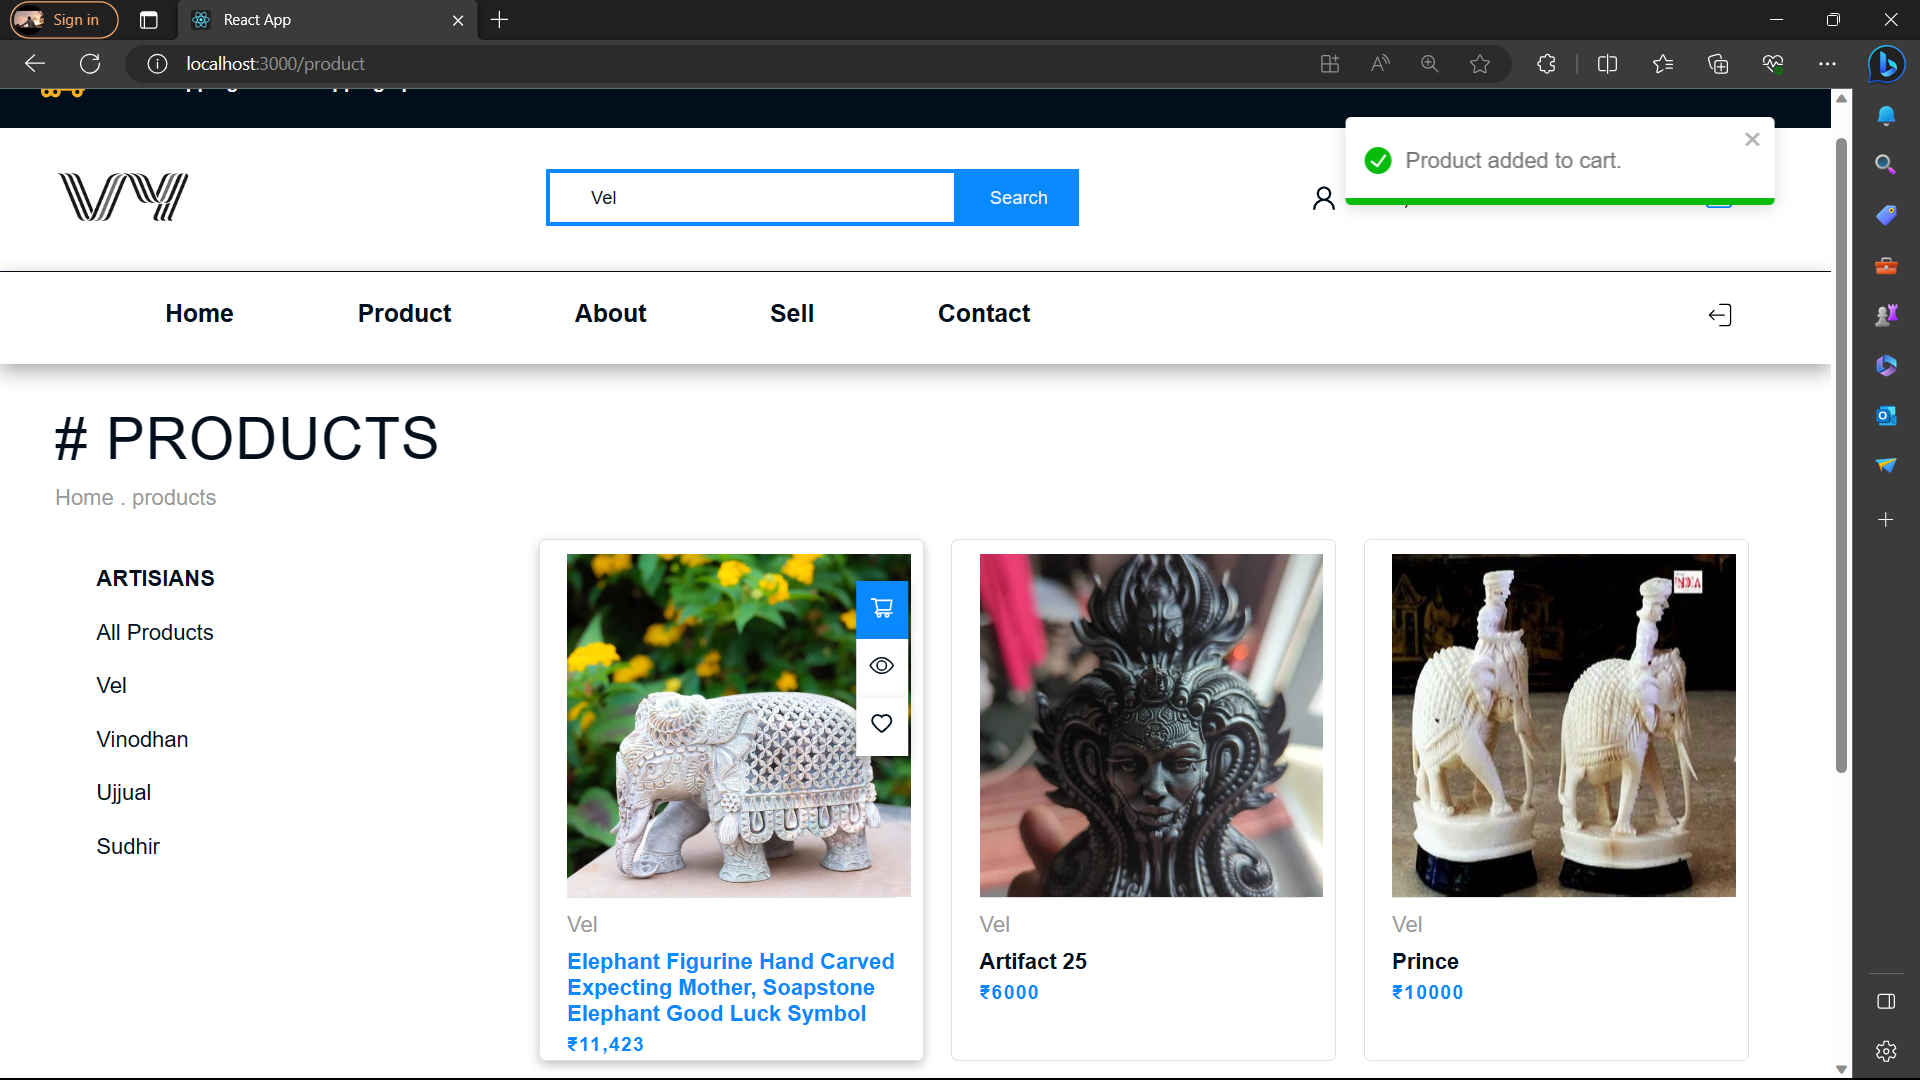 Sign in
React App
localhost:3000/product
VY
Vel
Search
Product added to cart.
Home
Product
About
Sell
Contact
# PRODUCTS
Home . products
ARTISIANS
All Products
Vel
Vinodhan
Ujjual
Sudhir
INDIA
Vel
Elephant Figurine Hand Carved
Expecting Mother, Soapstone
Elephant Good Luck Symbol
₹11,423
Vel
Artifact 25
₹6000
Vel
Prince
₹10000